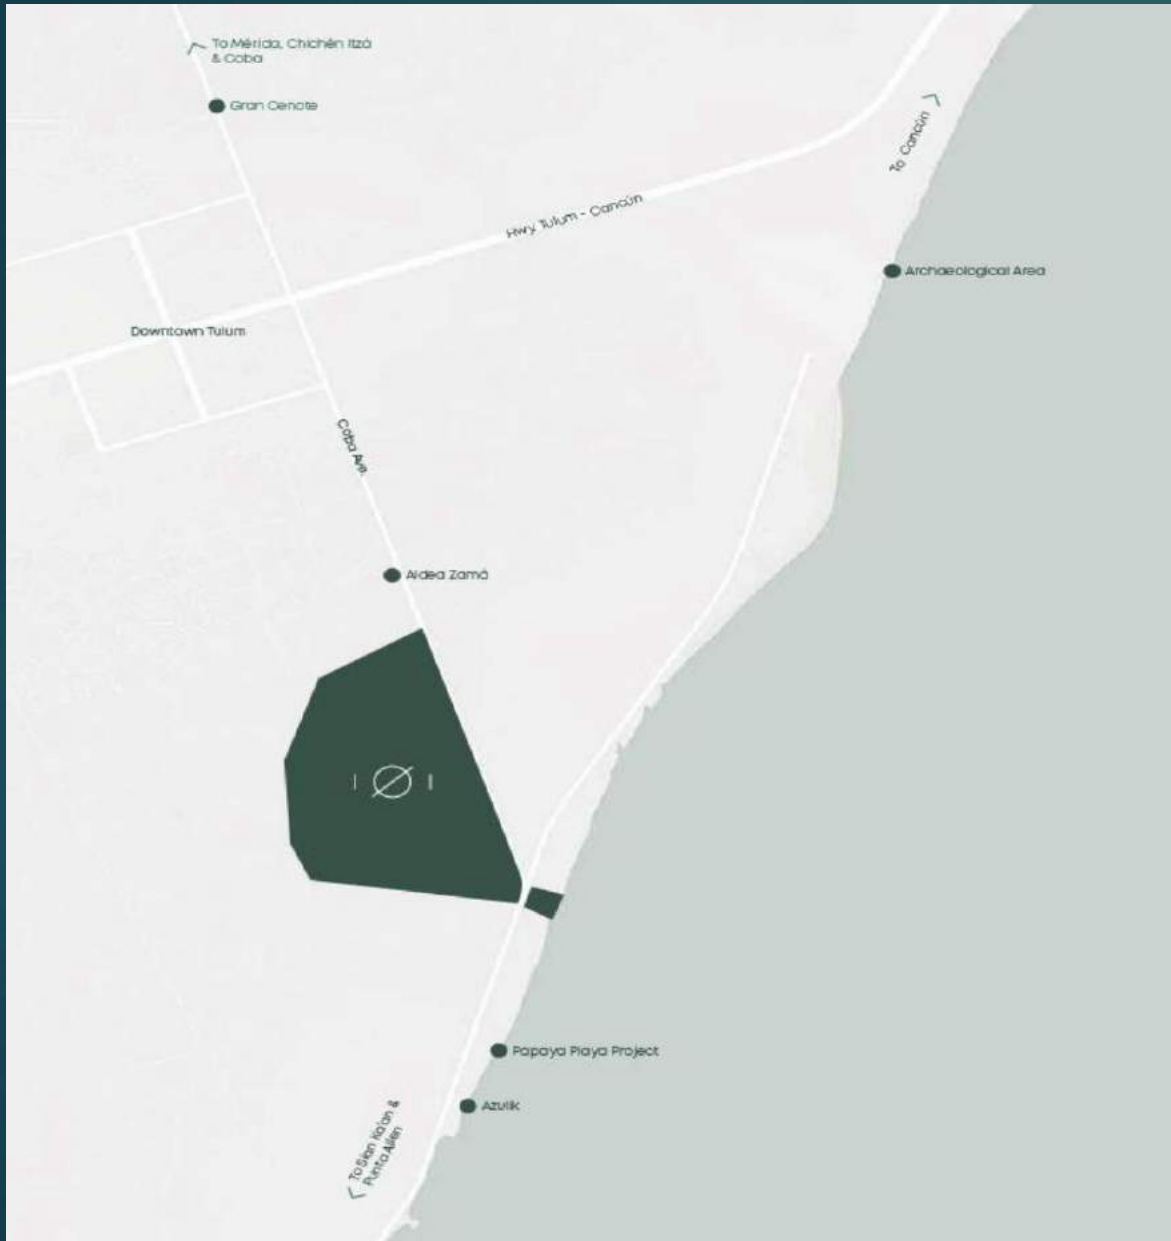 To Mérida, Chichén Itzá
& Coba
Gran Cenote
To Cancún
Hwy. Tulum - Cancún
Archaeological Area
Downtown Tulum
Coba Ave.
Aldea Zamá
Papaya Playa Project
Azulik
To Sian Ka'an &
Punta Allen